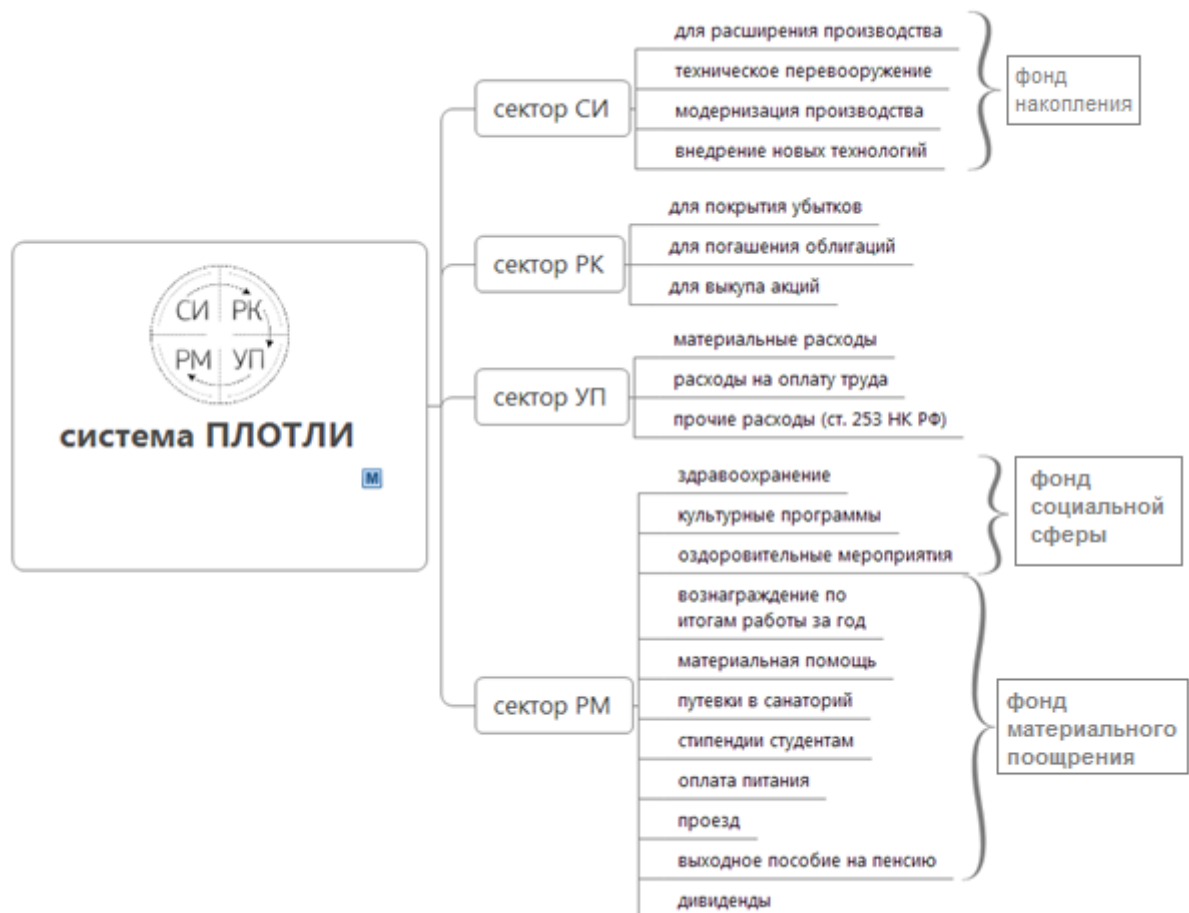 для расширения производства
техническое перевооружение
модернизация производства
внедрение новых технологий
сектор СИ
фонд
накопления
для покрытия убытков
для погашения облигаций
для выкупа акций
сектор РК
СИ РК
РМ УП
система ПЛОТЛИ
М
материальные расходы
расходы на оплату труда
прочие расходы (ст. 253 НК РФ)
сектор УП
здравоохранение
культурные программы
оздоровительные мероприятия
фонд
социальной
сферы
вознаграждение по
итогам работы за год
материальная помощь
путевки в санаторий
стипендии студентам
оплата питания
проезд
выходное пособие на пенсию
дивиденды
сектор РМ
фонд
материального
поощрения